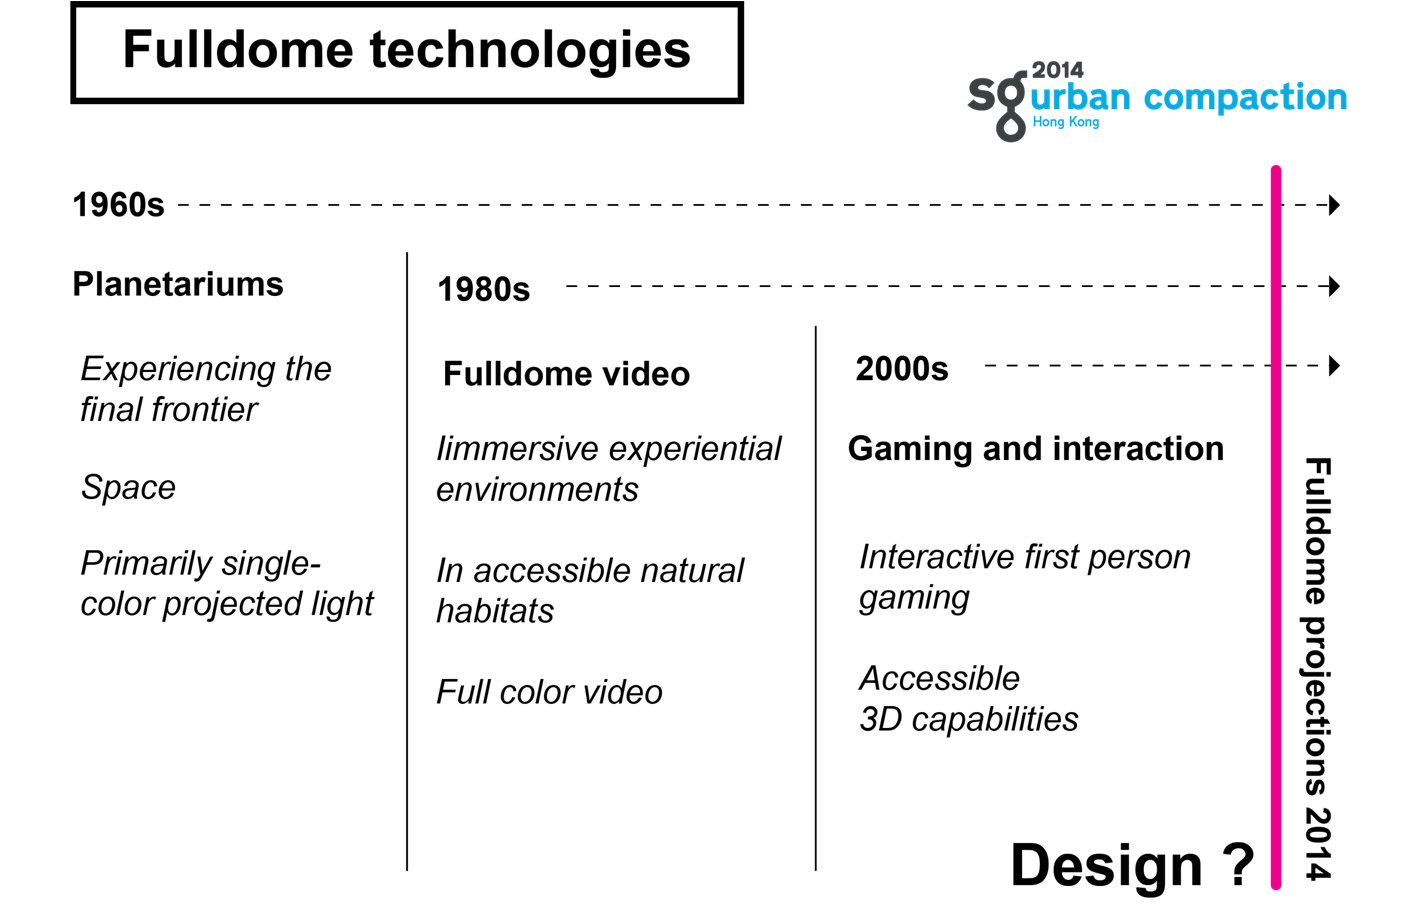 Fulldome technologies
2014
sg urban compaction
Hong Kong
1960s
Planetariums
Experiencing the
final frontier
Space
Primarily single-
color projected light
1980s
Fulldome video
Iimmersive experiential
environments
In accessible natural
habitats
Full color video
2000s
Gaming and interaction
Interactive first person
gaming
Accessible
3D capabilities
Design ?
Fulldome projections 2014